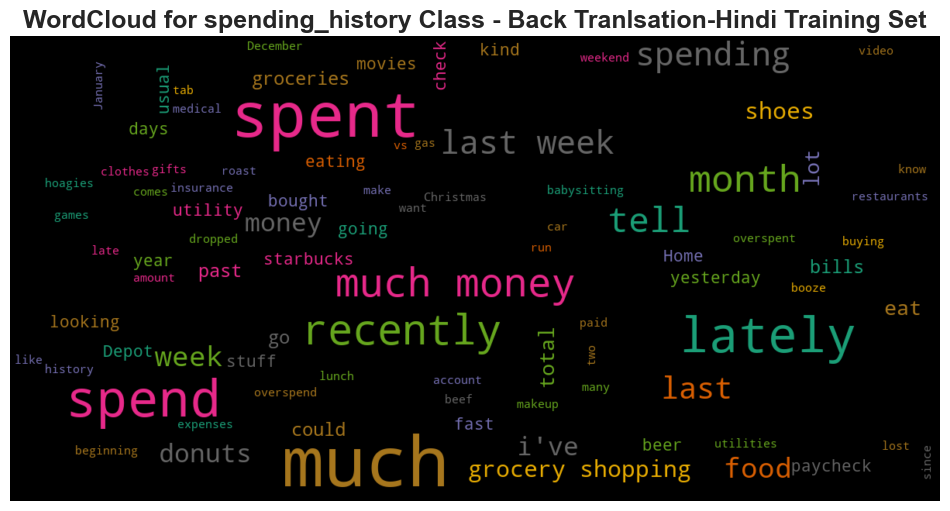 WordCloud for spending_history Class - Back Tranlsation-Hindi Training Set
December
kind
spending
video
movies
check
weekend
January
usual
tab
groceries
medical
spent
shoes
days
last week
vs
gas
eating
lot
clothes
gifts
roast
month
know
hoagies
comes
insurance
make
Christmas
babysitting
restaurants
games
utility
bought
want
tell
money
going
car
late
dropped
run
overspent
buying
year
starbucks
Home
bills
amount
past
yesterday
booze
much money
eat
looking
recently
paid
lately
go
total
like
Depot
week
stuff
two
history
lunch
account
many
last
spend
overspend
beef
makeup
expenses
could
fast
beginning
donuts
i've
beer
utilities
lost
much
grocery shopping
food
paycheck
since